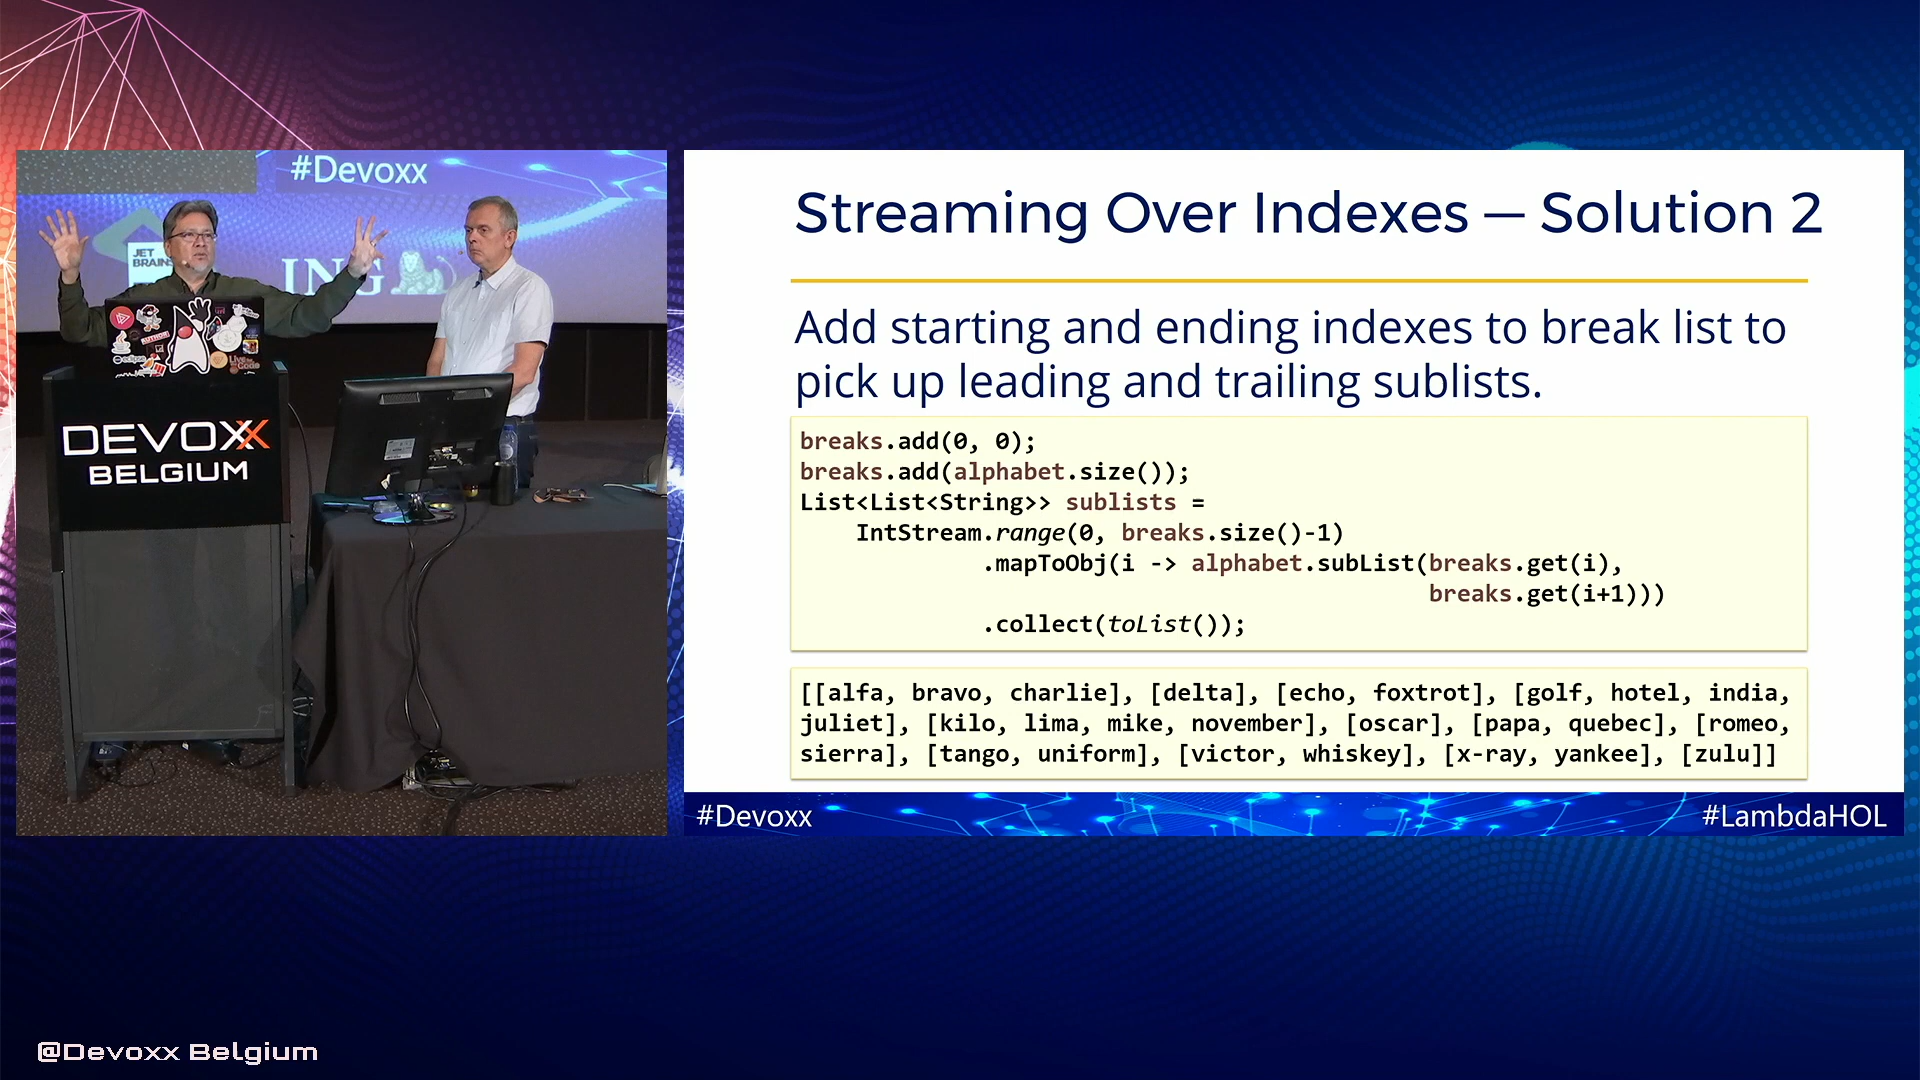 #Devoxx
JET
BRAINS
ING
DEVOXX
BELGIUM
Streaming Over Indexes — Solution 2
Add starting and ending indexes to break list to
pick up leading and trailing sublists.
breaks.add(0, 0);
breaks.add(alphabet.size());
List<List<String>> sublists =
    IntStream.range(0, breaks.size()-1)
             .mapToObj(i -> alphabet.subList(breaks.get(i),
                                             breaks.get(i+1)))
             .collect(toList());
[[alfa, bravo, charlie], [delta], [echo, foxtrot], [golf, hotel, india,
juliet], [kilo, lima, mike, november], [oscar], [papa, quebec], [romeo,
sierra], [tango, uniform], [victor, whiskey], [x-ray, yankee], [zulu]]
#Devoxx
#LambdaHOL
@Devoxx Belgium